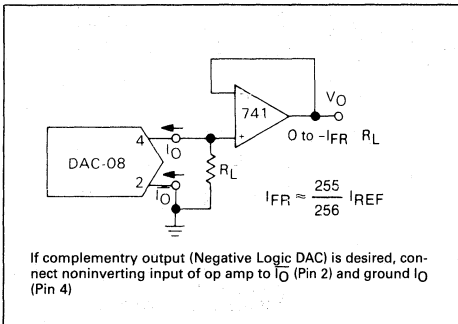 741
VO
0 to -IFR RL
4
IO
DAC-08
RL
2
I̅O̅
IFR ≈ 255/256 IREF
If complementry output (Negative Logic DAC) is desired, con-
nect noninverting input of op amp to I̅O̅ (Pin 2) and ground IO
(Pin 4)